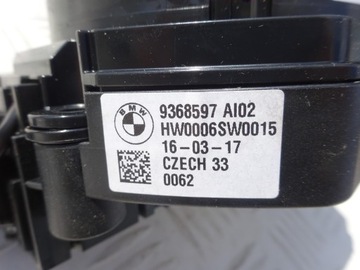 BMW
9368597 AI02
HW0006SW0015
16-03-17
CZECH 33
0062